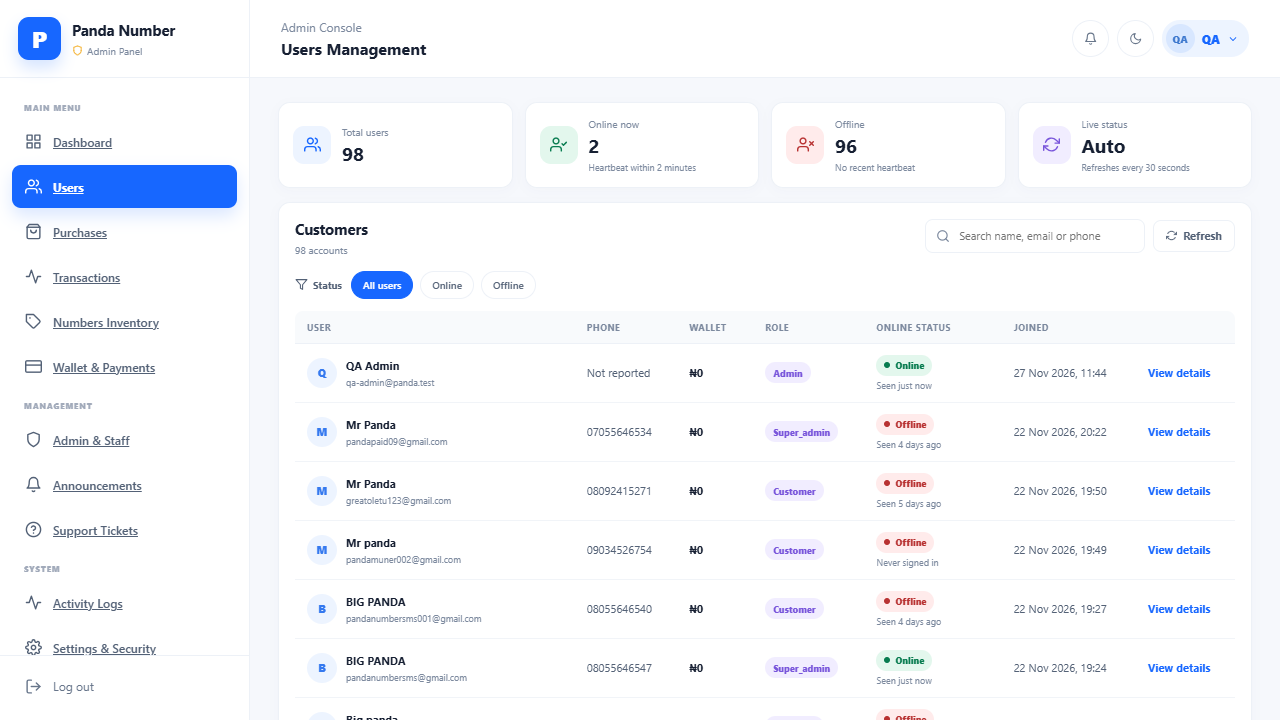 P
Panda Number
Admin Panel
MAIN MENU
Dashboard
Users
Purchases
Transactions
Numbers Inventory
Wallet & Payments
MANAGEMENT
Admin & Staff
Announcements
Support Tickets
SYSTEM
Activity Logs
Settings & Security
Log out
Admin Console
Users Management
QA QA
Total users
98
Online now
2
Heartbeat within 2 minutes
Offline
96
No recent heartbeat
Live status
Auto
Refreshes every 30 seconds
Customers
98 accounts
Search name, email or phone
Refresh
Status All users Online Offline
USER PHONE WALLET ROLE ONLINE STATUS JOINED
Q QA Admin qa-admin@panda.test Not reported ₦0 Admin Online Seen just now 27 Nov 2026, 11:44 View details
M Mr Panda pandapaid09@gmail.com 07055646534 ₦0 Super_admin Offline Seen 4 days ago 22 Nov 2026, 20:22 View details
M Mr Panda greatoletu123@gmail.com 08092415271 ₦0 Customer Offline Seen 5 days ago 22 Nov 2026, 19:50 View details
M Mr panda pandamuner002@gmail.com 09034526754 ₦0 Customer Offline Never signed in 22 Nov 2026, 19:49 View details
B BIG PANDA pandanumbersms001@gmail.com 08055646540 ₦0 Customer Offline Seen 4 days ago 22 Nov 2026, 19:27 View details
B BIG PANDA pandanumbersms@gmail.com 08055646547 ₦0 Super_admin Online Seen just now 22 Nov 2026, 19:24 View details
Big panda Offline